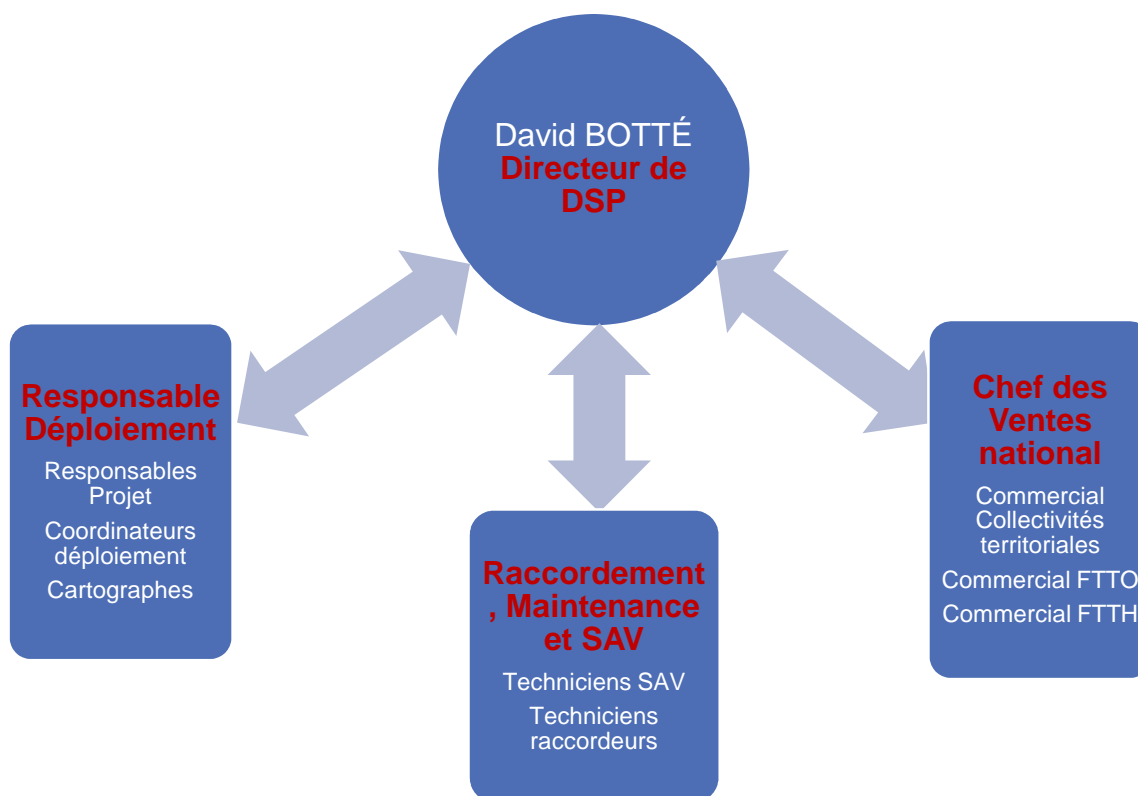 David BOTTÉ
Directeur de
DSP
Responsable
Déploiement
Responsables
Projet
Coordinateurs
déploiement
Cartographes
Raccordement
, Maintenance
et SAV
Techniciens SAV
Techniciens
raccordeurs
Chef des
Ventes
national
Commercial
Collectivités
territoriales
Commercial FTTO
Commercial FTTH